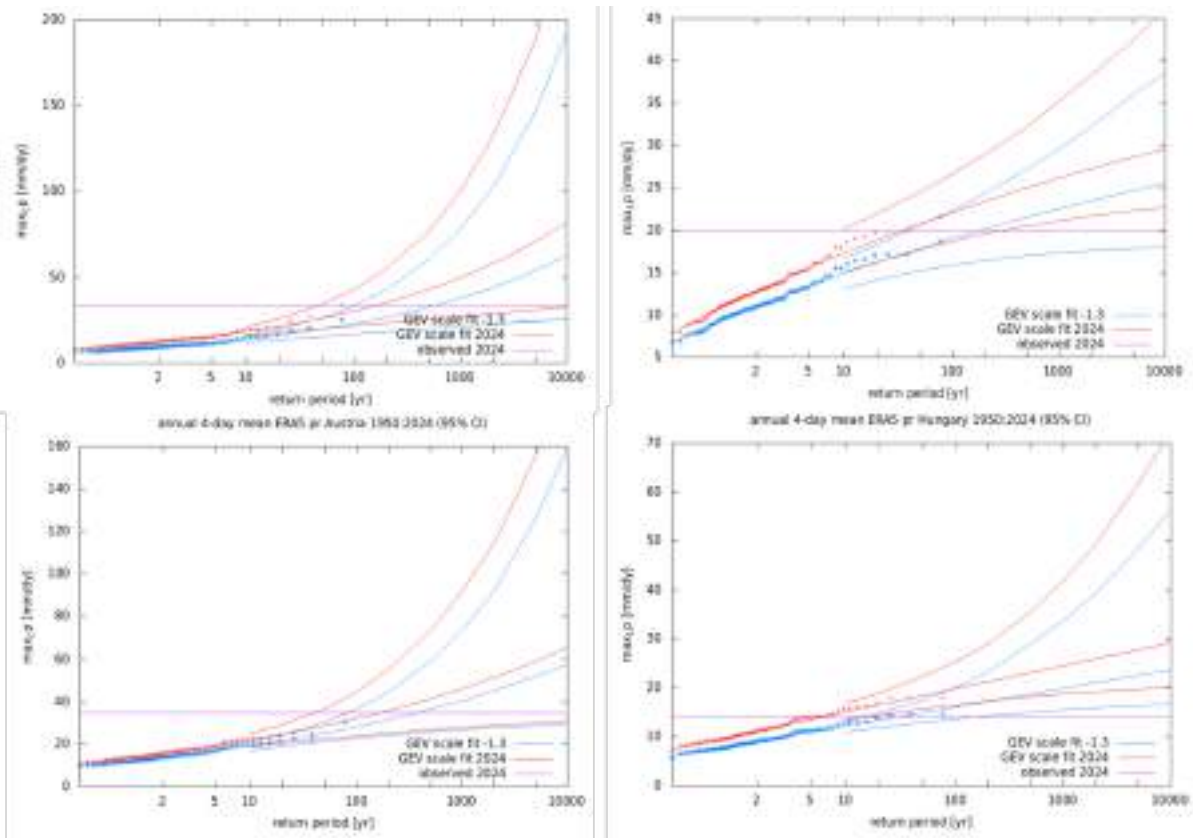 200
150
100
50
0
max_p [mm/dy]
GEV scale fit -1.3
GEV scale fit 2024
observed 2024
2 5 10 100 1000 10000
return period [yr]
45
40
35
30
25
20
15
10
5
max_p [mm/dy]
GEV scale fit -1.3
GEV scale fit 2024
observed 2024
2 5 10 100 1000 10000
return period [yr]
annual 4-day mean ERA5 pr Austria 1950:2024 (95% CI)
160
140
120
100
80
60
40
20
0
max_p [mm/dy]
GEV scale fit -1.3
GEV scale fit 2024
observed 2024
2 5 10 100 1000 10000
return period [yr]
annual 4-day mean ERA5 pr Hungary 1950:2024 (95% CI)
70
60
50
40
30
20
10
0
max_p [mm/dy]
GEV scale fit -1.3
GEV scale fit 2024
observed 2024
2 5 10 100 1000 10000
return period [yr]